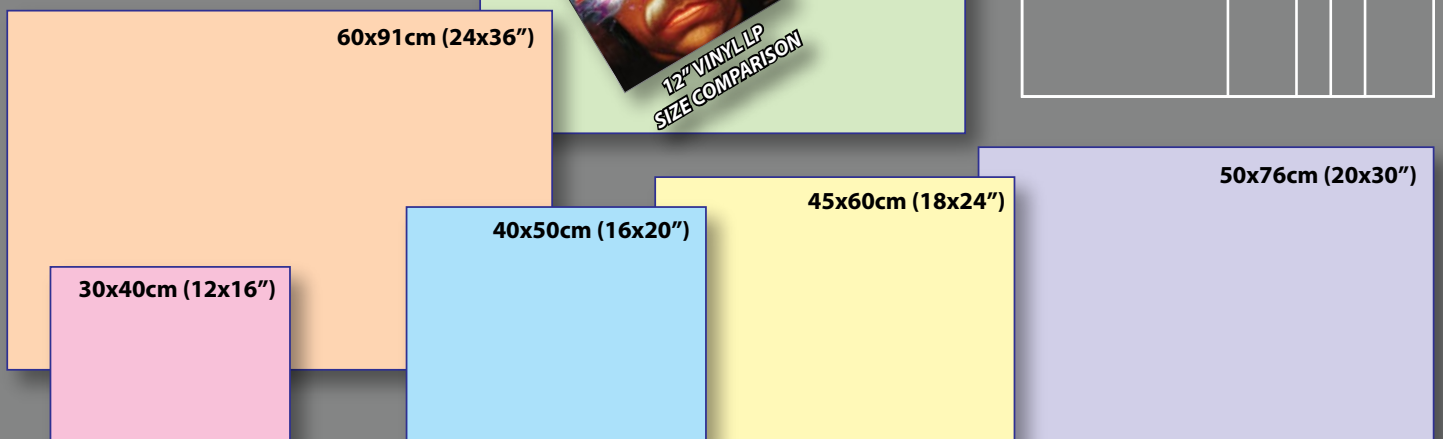 60x91cm (24x36”)
12” VINYL LP
SIZE COMPARISON
50x76cm (20x30”)
45x60cm (18x24”)
40x50cm (16x20”)
30x40cm (12x16”)